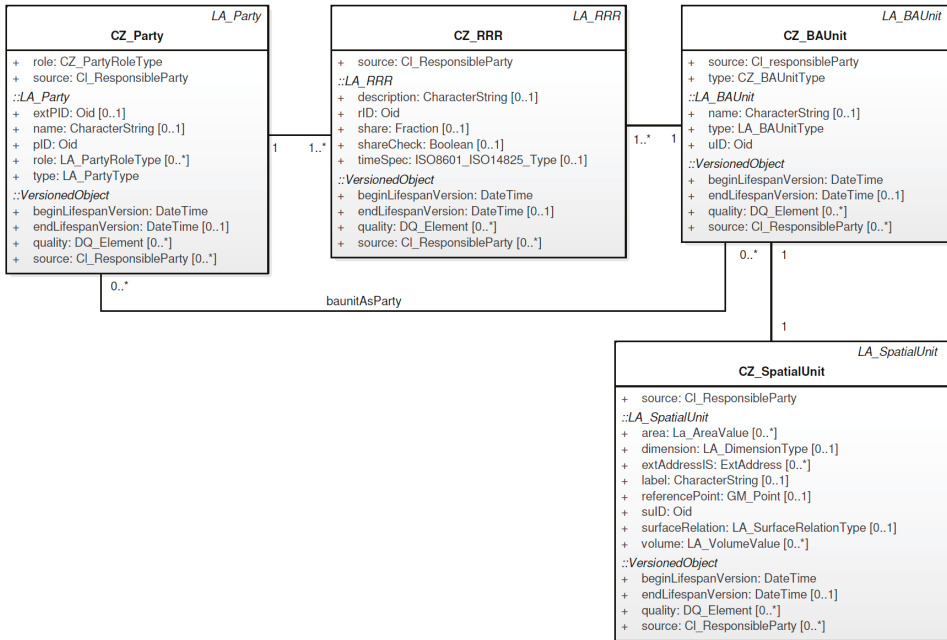 LA_Party
CZ_Party
+ role: CZ_PartyRoleType
+ source: CI_ResponsibleParty
::LA_Party
+ extPID: Oid [0..1]
+ name: CharacterString [0..1]
+ pID: Oid
+ role: LA_PartyRoleType [0..*]
+ type: LA_PartyType
::VersionedObject
+ beginLifespanVersion: DateTime
+ endLifespanVersion: DateTime [0..1]
+ quality: DQ_Element [0..*]
+ source: CI_ResponsibleParty [0..*]
LA_RRR
CZ_RRR
+ source: CI_ResponsibleParty
::LA_RRR
+ description: CharacterString [0..1]
+ rID: Oid
+ share: Fraction [0..1]
+ shareCheck: Boolean [0..1]
+ timeSpec: ISO8601_ISO14825_Type [0..1]
::VersionedObject
+ beginLifespanVersion: DateTime
+ endLifespanVersion: DateTime [0..1]
+ quality: DQ_Element [0..*]
+ source: CI_ResponsibleParty [0..*]
LA_BAUnit
CZ_BAUnit
+ source: CI_responsibleParty
+ type: CZ_BAUnitType
::LA_BAUnit
+ name: CharacterString [0..1]
+ type: LA_BAUnitType
+ uID: Oid
::VersionedObject
+ beginLifespanVersion: DateTime
+ endLifespanVersion: DateTime [0..1]
+ quality: DQ_Element [0..*]
+ source: CI_ResponsibleParty [0..*]
1
1..*
1..*
1
0..*
baunitAsParty
0..*
1
1
LA_SpatialUnit
CZ_SpatialUnit
+ source: CI_ResponsibleParty
::LA_SpatialUnit
+ area: La_AreaValue [0..*]
+ dimension: LA_DimensionType [0..1]
+ extAddressIS: ExtAddress [0..*]
+ label: CharacterString [0..1]
+ referencePoint: GM_Point [0..1]
+ suID: Oid
+ surfaceRelation: LA_SurfaceRelationType [0..1]
+ volume: LA_VolumeValue [0..*]
::VersionedObject
+ beginLifespanVersion: DateTime
+ endLifespanVersion: DateTime [0..1]
+ quality: DQ_Element [0..*]
+ source: CI_ResponsibleParty [0..*]